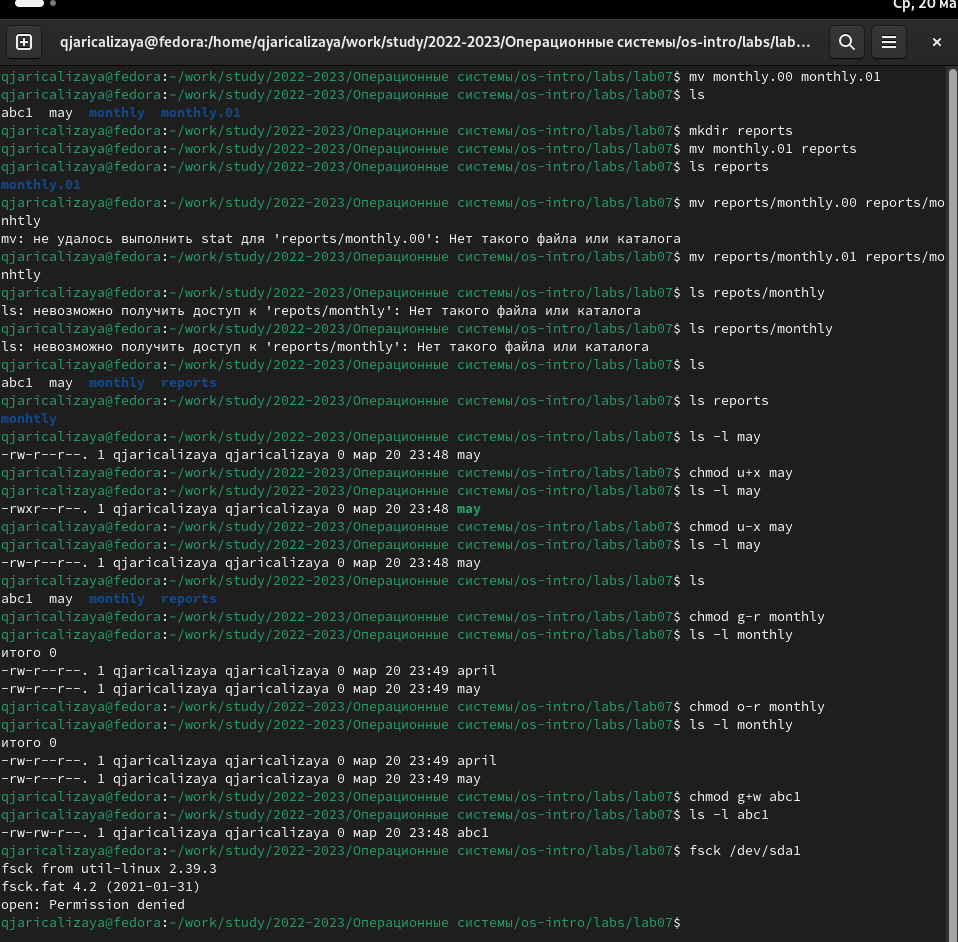 Ср, 20 ма
qjaricalizaya@fedora:/home/qjaricalizaya/work/study/2022-2023/Операционные системы/os-intro/labs/lab...
qjaricalizaya@fedora:~/work/study/2022-2023/Операционные системы/os-intro/labs/lab07$ mv monthly.00 monthly.01
qjaricalizaya@fedora:~/work/study/2022-2023/Операционные системы/os-intro/labs/lab07$ ls
abc1  may  monthly  monthly.01
qjaricalizaya@fedora:~/work/study/2022-2023/Операционные системы/os-intro/labs/lab07$ mkdir reports
qjaricalizaya@fedora:~/work/study/2022-2023/Операционные системы/os-intro/labs/lab07$ mv monthly.01 reports
qjaricalizaya@fedora:~/work/study/2022-2023/Операционные системы/os-intro/labs/lab07$ ls reports
monthly.01
qjaricalizaya@fedora:~/work/study/2022-2023/Операционные системы/os-intro/labs/lab07$ mv reports/monthly.00 reports/mo
nhtly
mv: не удалось выполнить stat для 'reports/monthly.00': Нет такого файла или каталога
qjaricalizaya@fedora:~/work/study/2022-2023/Операционные системы/os-intro/labs/lab07$ mv reports/monthly.01 reports/mo
nhtly
qjaricalizaya@fedora:~/work/study/2022-2023/Операционные системы/os-intro/labs/lab07$ ls repots/monthly
ls: невозможно получить доступ к 'repots/monthly': Нет такого файла или каталога
qjaricalizaya@fedora:~/work/study/2022-2023/Операционные системы/os-intro/labs/lab07$ ls reports/monthly
ls: невозможно получить доступ к 'reports/monthly': Нет такого файла или каталога
qjaricalizaya@fedora:~/work/study/2022-2023/Операционные системы/os-intro/labs/lab07$ ls
abc1  may  monthly  reports
qjaricalizaya@fedora:~/work/study/2022-2023/Операционные системы/os-intro/labs/lab07$ ls reports
monhtly
qjaricalizaya@fedora:~/work/study/2022-2023/Операционные системы/os-intro/labs/lab07$ ls -l may
-rw-r--r--. 1 qjaricalizaya qjaricalizaya 0 мар 20 23:48 may
qjaricalizaya@fedora:~/work/study/2022-2023/Операционные системы/os-intro/labs/lab07$ chmod u+x may
qjaricalizaya@fedora:~/work/study/2022-2023/Операционные системы/os-intro/labs/lab07$ ls -l may
-rwxr--r--. 1 qjaricalizaya qjaricalizaya 0 мар 20 23:48 may
qjaricalizaya@fedora:~/work/study/2022-2023/Операционные системы/os-intro/labs/lab07$ chmod u-x may
qjaricalizaya@fedora:~/work/study/2022-2023/Операционные системы/os-intro/labs/lab07$ ls -l may
-rw-r--r--. 1 qjaricalizaya qjaricalizaya 0 мар 20 23:48 may
qjaricalizaya@fedora:~/work/study/2022-2023/Операционные системы/os-intro/labs/lab07$ ls
abc1  may  monthly  reports
qjaricalizaya@fedora:~/work/study/2022-2023/Операционные системы/os-intro/labs/lab07$ chmod g-r monthly
qjaricalizaya@fedora:~/work/study/2022-2023/Операционные системы/os-intro/labs/lab07$ ls -l monthly
итого 0
-rw-r--r--. 1 qjaricalizaya qjaricalizaya 0 мар 20 23:49 april
-rw-r--r--. 1 qjaricalizaya qjaricalizaya 0 мар 20 23:49 may
qjaricalizaya@fedora:~/work/study/2022-2023/Операционные системы/os-intro/labs/lab07$ chmod o-r monthly
qjaricalizaya@fedora:~/work/study/2022-2023/Операционные системы/os-intro/labs/lab07$ ls -l monthly
итого 0
-rw-r--r--. 1 qjaricalizaya qjaricalizaya 0 мар 20 23:49 april
-rw-r--r--. 1 qjaricalizaya qjaricalizaya 0 мар 20 23:49 may
qjaricalizaya@fedora:~/work/study/2022-2023/Операционные системы/os-intro/labs/lab07$ chmod g+w abc1
qjaricalizaya@fedora:~/work/study/2022-2023/Операционные системы/os-intro/labs/lab07$ ls -l abc1
-rw-rw-r--. 1 qjaricalizaya qjaricalizaya 0 мар 20 23:48 abc1
qjaricalizaya@fedora:~/work/study/2022-2023/Операционные системы/os-intro/labs/lab07$ fsck /dev/sda1
fsck from util-linux 2.39.3
fsck.fat 4.2 (2021-01-31)
open: Permission denied
qjaricalizaya@fedora:~/work/study/2022-2023/Операционные системы/os-intro/labs/lab07$